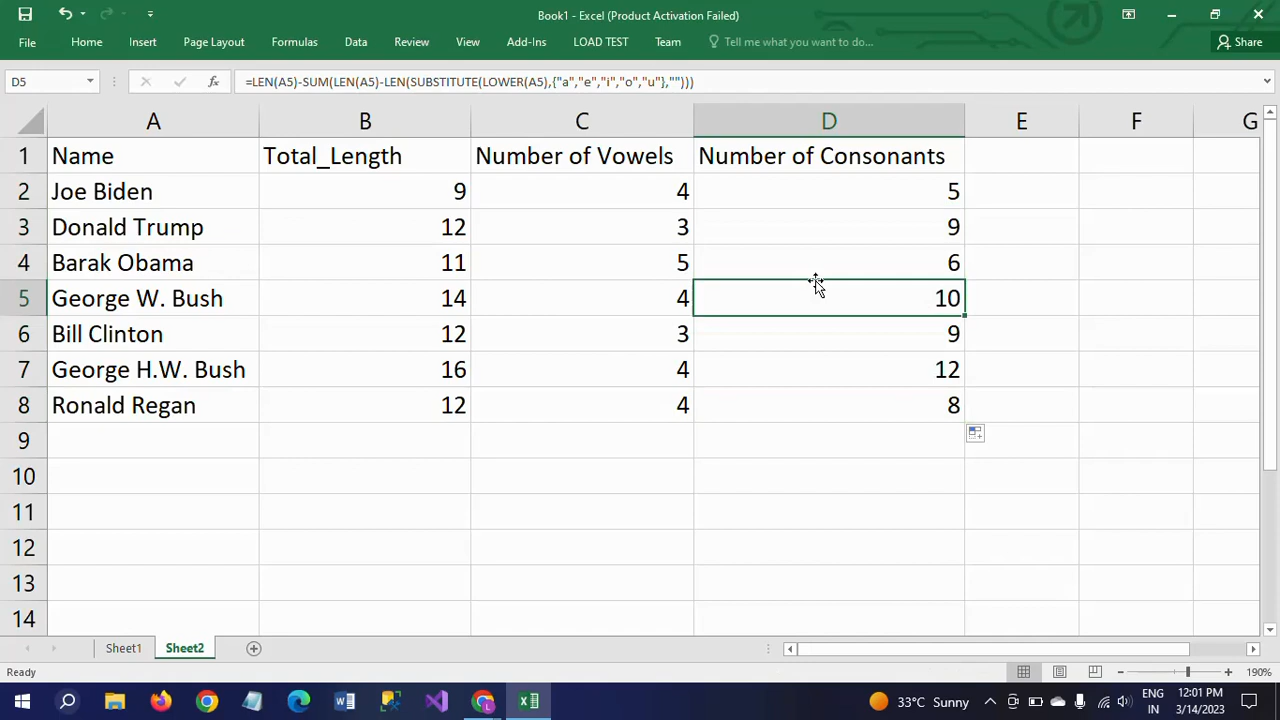 Book1 - Excel (Product Activation Failed)
File Home Insert Page Layout Formulas Data Review View Add-Ins LOAD TEST Team Tell me what you want to do... Share
D5 fx =LEN(A5)-SUM(LEN(A5)-LEN(SUBSTITUTE(LOWER(A5),{"a","e","i","o","u"},"")))
A B C D E F G
1 Name Total_Length Number of Vowels Number of Consonants
2 Joe Biden 9 4 5
3 Donald Trump 12 3 9
4 Barak Obama 11 5 6
5 George W. Bush 14 4 10
6 Bill Clinton 12 3 9
7 George H.W. Bush 16 4 12
8 Ronald Regan 12 4 8
9
10
11
12
13
14
Sheet1 Sheet2
Ready 190%
33°C Sunny ENG 12:01 PM
IN 3/14/2023